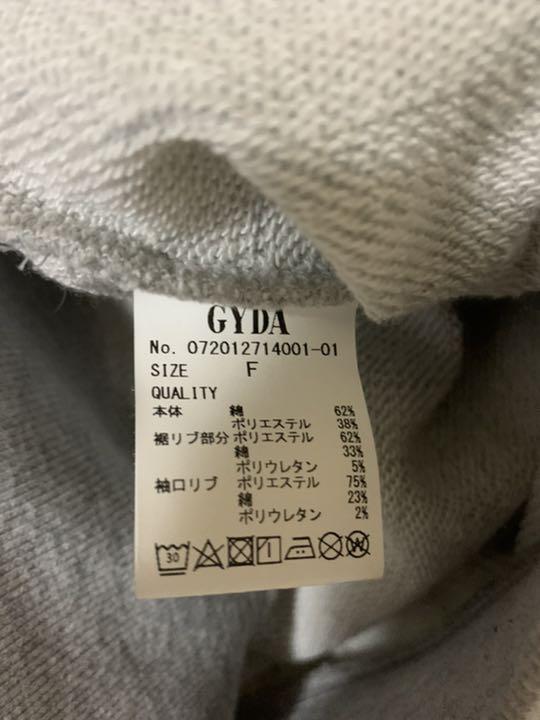 GYDA
No. 072012714001-01
SIZE F
QUALITY
本体 綿 62%
ポリエステル 38%
裾リブ部分 ポリエステル 62%
綿 33%
ポリウレタン 5%
袖口リブ ポリエステル 75%
綿 23%
ポリウレタン 2%
30 W